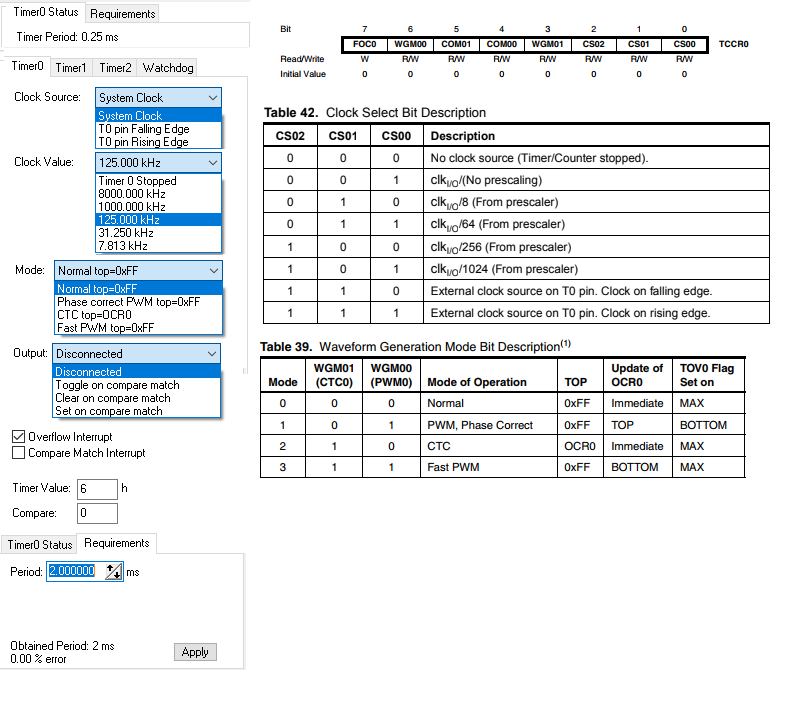 Timer0 Status Requirements
Timer Period: 0.25 ms
Timer0 Timer1 Timer2 Watchdog
Clock Source: System Clock
System Clock
T0 pin Falling Edge
T0 pin Rising Edge
Clock Value: 125.000 kHz
Timer 0 Stopped
8000.000 kHz
1000.000 kHz
125.000 kHz
31.250 kHz
7.813 kHz
Mode: Normal top=0xFF
Normal top=0xFF
Phase correct PWM top=0xFF
CTC top=OCR0
Fast PWM top=0xFF
Output: Disconnected
Disconnected
Toggle on compare match
Clear on compare match
Set on compare match
Overflow Interrupt
Compare Match Interrupt
Timer Value: 6 h
Compare: 0
Timer0 Status Requirements
Period: 2.000000 ms
Obtained Period: 2 ms
0.00 % error
Apply
Bit 7 6 5 4 3 2 1 0
FOC0 WGM00 COM01 COM00 WGM01 CS02 CS01 CS00 TCCR0
Read/Write W R/W R/W R/W R/W R/W R/W R/W
Initial Value 0 0 0 0 0 0 0 0
Table 42. Clock Select Bit Description
CS02 CS01 CS00 Description
0 0 0 No clock source (Timer/Counter stopped).
0 0 1 clkI/O/(No prescaling)
0 1 0 clkI/O/8 (From prescaler)
0 1 1 clkI/O/64 (From prescaler)
1 0 0 clkI/O/256 (From prescaler)
1 0 1 clkI/O/1024 (From prescaler)
1 1 0 External clock source on T0 pin. Clock on falling edge.
1 1 1 External clock source on T0 pin. Clock on rising edge.
Table 39. Waveform Generation Mode Bit Description(1)
WGM01 WGM00 Update of TOV0 Flag
Mode (CTC0) (PWM0) Mode of Operation TOP OCR0 Set on
0 0 0 Normal 0xFF Immediate MAX
1 0 1 PWM, Phase Correct 0xFF TOP BOTTOM
2 1 0 CTC OCR0 Immediate MAX
3 1 1 Fast PWM 0xFF BOTTOM MAX